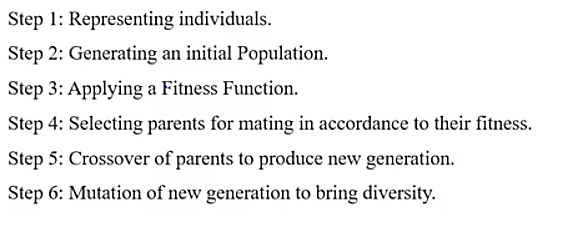 Step 1: Representing individuals.
Step 2: Generating an initial Population.
Step 3: Applying a Fitness Function.
Step 4: Selecting parents for mating in accordance to their fitness.
Step 5: Crossover of parents to produce new generation.
Step 6: Mutation of new generation to bring diversity.